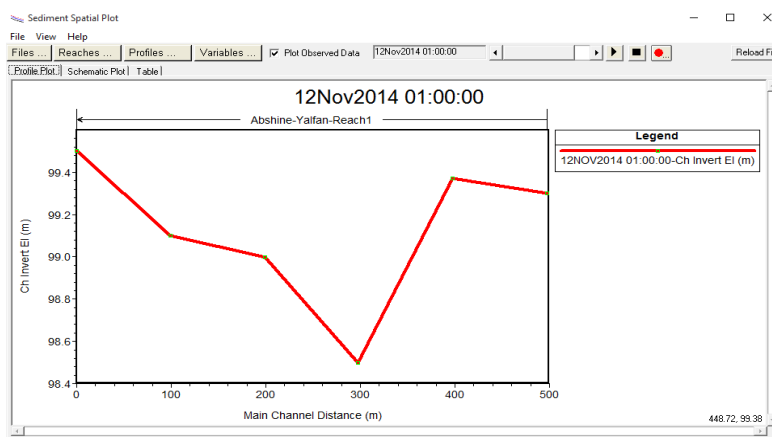 Sediment Spatial Plot
File View Help
Files ... Reaches ... Profiles ... Variables ... Plot Observed Data 12Nov2014 01:00:00 ... Reload Fi
Profile Plot Schematic Plot Table
12Nov2014 01:00:00
Abshine-Yalfan-Reach1
Legend
12NOV2014 01:00:00-Ch Invert El (m)
99.4
99.2
99.0
98.8
98.6
98.4
Ch Invert El (m)
0 100 200 300 400 500
Main Channel Distance (m)
448.72, 99.38